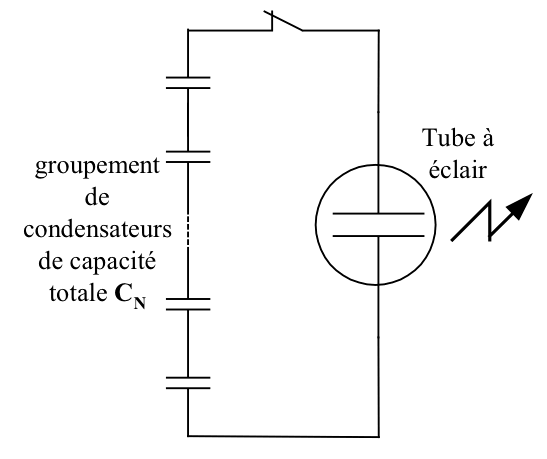 groupement
de
condensateurs
de capacité
totale C_N
Tube à
éclair